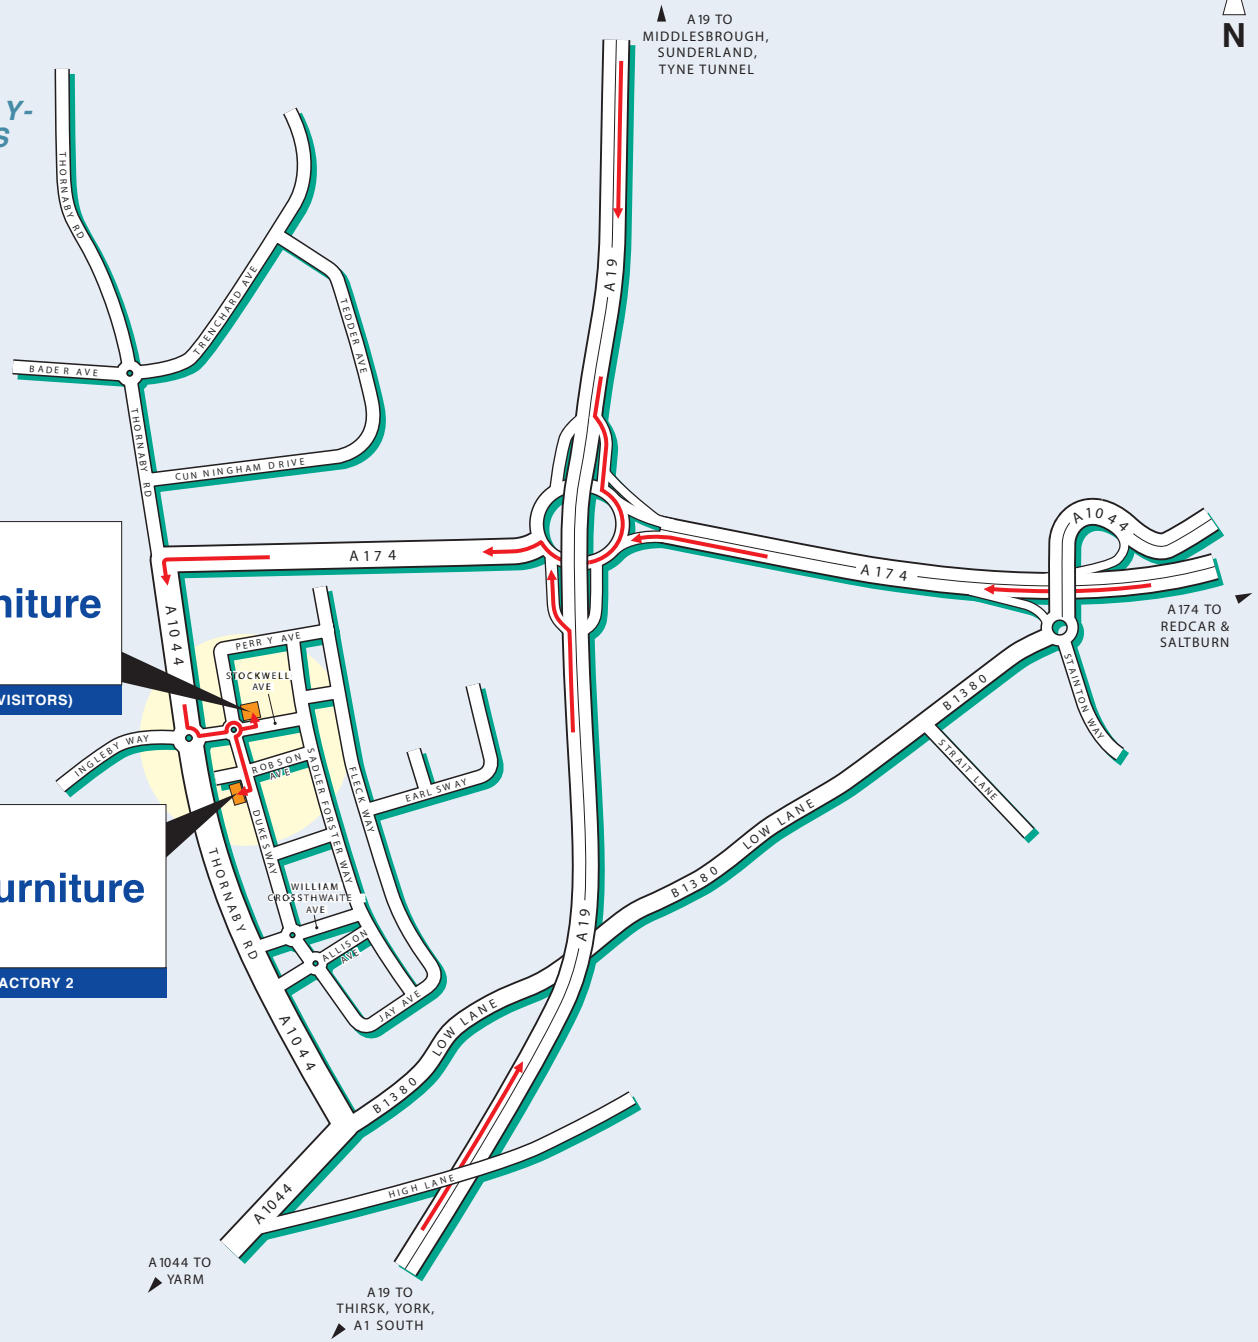 A19 TO
MIDDLESBROUGH,
SUNDERLAND,
TYNE TUNNEL
N
Y-
S
THORNABY RD
TRENCHARD AVE
TEDDER AVE
A19
BADER AVE
THORNABY RD
CUNNINGHAM DRIVE
A1044
A174
A174
A174 TO
REDCAR &
SALTBURN
niture
VISITORS)
A1044
PERRY AVE
STOCKWELL
AVE
STAINTON WAY
B1380
STRAIT LANE
INGLEBY WAY
ROBSON
AVE
SADLER FORSTER WAY
FLECK WAY
EARLSWAY
DUKESWAY
LOW LANE
urniture
ACTORY 2
THORNABY RD
WILLIAM
CROSSTHWAITE
AVE
B1380
A19
ALLISON
AVE
JAY AVE
A1044
LOW LANE
B1380
HIGH LANE
A1044
A1044 TO
YARM
A19 TO
THIRSK, YORK,
A1 SOUTH